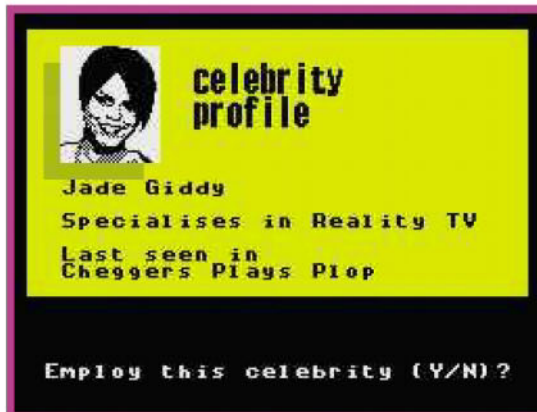 celebrity
profile
Jade Giddy
Specialises in Reality TV
Last seen in
Cheggers Plays Plop
Employ this celebrity (Y/N)?